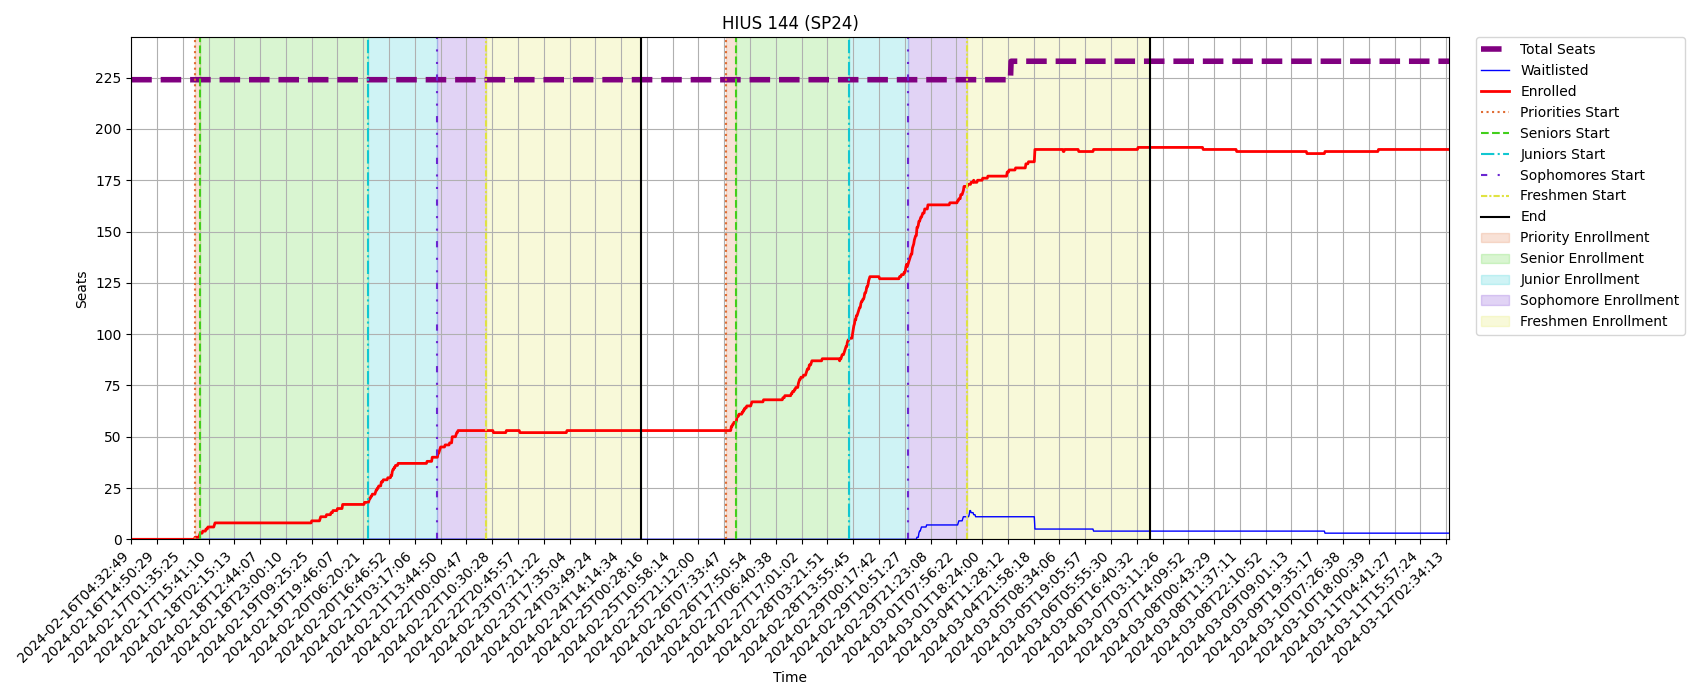 HIUS 144 (SP24)
Seats
225
200
175
150
125
100
75
50
25
0
2024-02-16T04:32:49
2024-02-16T14:50:29
2024-02-17T01:35:25
2024-02-17T15:41:10
2024-02-18T02:15:13
2024-02-18T12:44:07
2024-02-18T23:00:10
2024-02-19T09:25:25
2024-02-19T19:46:07
2024-02-20T06:20:21
2024-02-20T16:46:52
2024-02-21T03:17:06
2024-02-21T13:44:50
2024-02-22T00:00:47
2024-02-22T10:30:28
2024-02-22T20:45:57
2024-02-23T07:21:22
2024-02-23T17:35:04
2024-02-24T03:49:24
2024-02-24T14:14:34
2024-02-25T00:28:16
2024-02-25T10:58:14
2024-02-25T21:12:00
2024-02-26T07:33:47
2024-02-26T17:50:54
2024-02-27T06:40:38
2024-02-27T17:01:02
2024-02-28T03:21:51
2024-02-28T13:55:45
2024-02-29T00:17:42
2024-02-29T10:51:27
2024-02-29T21:23:08
2024-03-01T07:56:22
2024-03-01T18:24:00
2024-03-04T11:28:12
2024-03-04T21:58:18
2024-03-05T08:34:06
2024-03-05T19:05:57
2024-03-06T05:55:30
2024-03-06T16:40:32
2024-03-07T03:11:26
2024-03-07T14:09:52
2024-03-08T00:43:29
2024-03-08T11:37:11
2024-03-08T22:10:52
2024-03-09T09:01:13
2024-03-09T19:35:17
2024-03-10T07:26:38
2024-03-10T18:00:39
2024-03-11T04:41:27
2024-03-11T15:57:24
2024-03-12T02:34:13
Time
Total Seats
Waitlisted
Enrolled
Priorities Start
Seniors Start
Juniors Start
Sophomores Start
Freshmen Start
End
Priority Enrollment
Senior Enrollment
Junior Enrollment
Sophomore Enrollment
Freshmen Enrollment